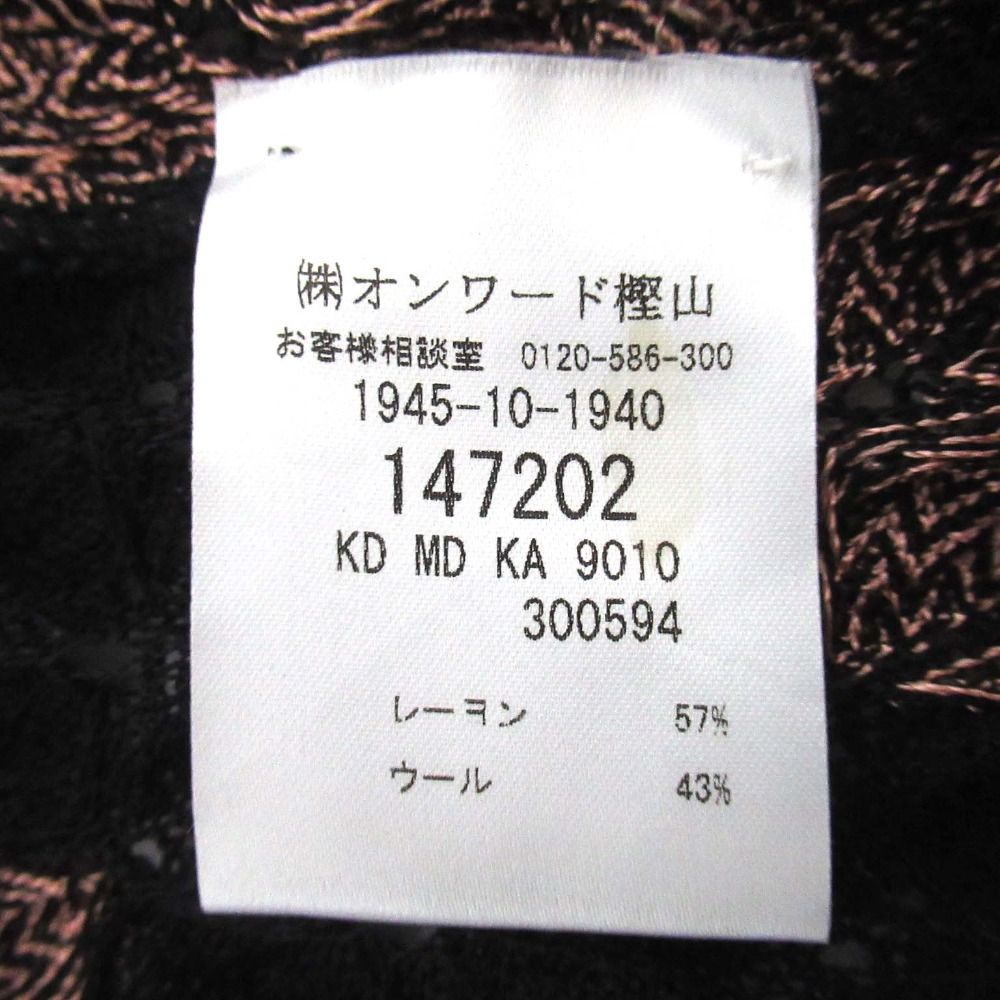 ㈱オンワード樫山
お客様相談室 0120-586-300
1945-10-1940
147202
KD MD KA 9010
300594
レーヨン 57%
ウール 43%